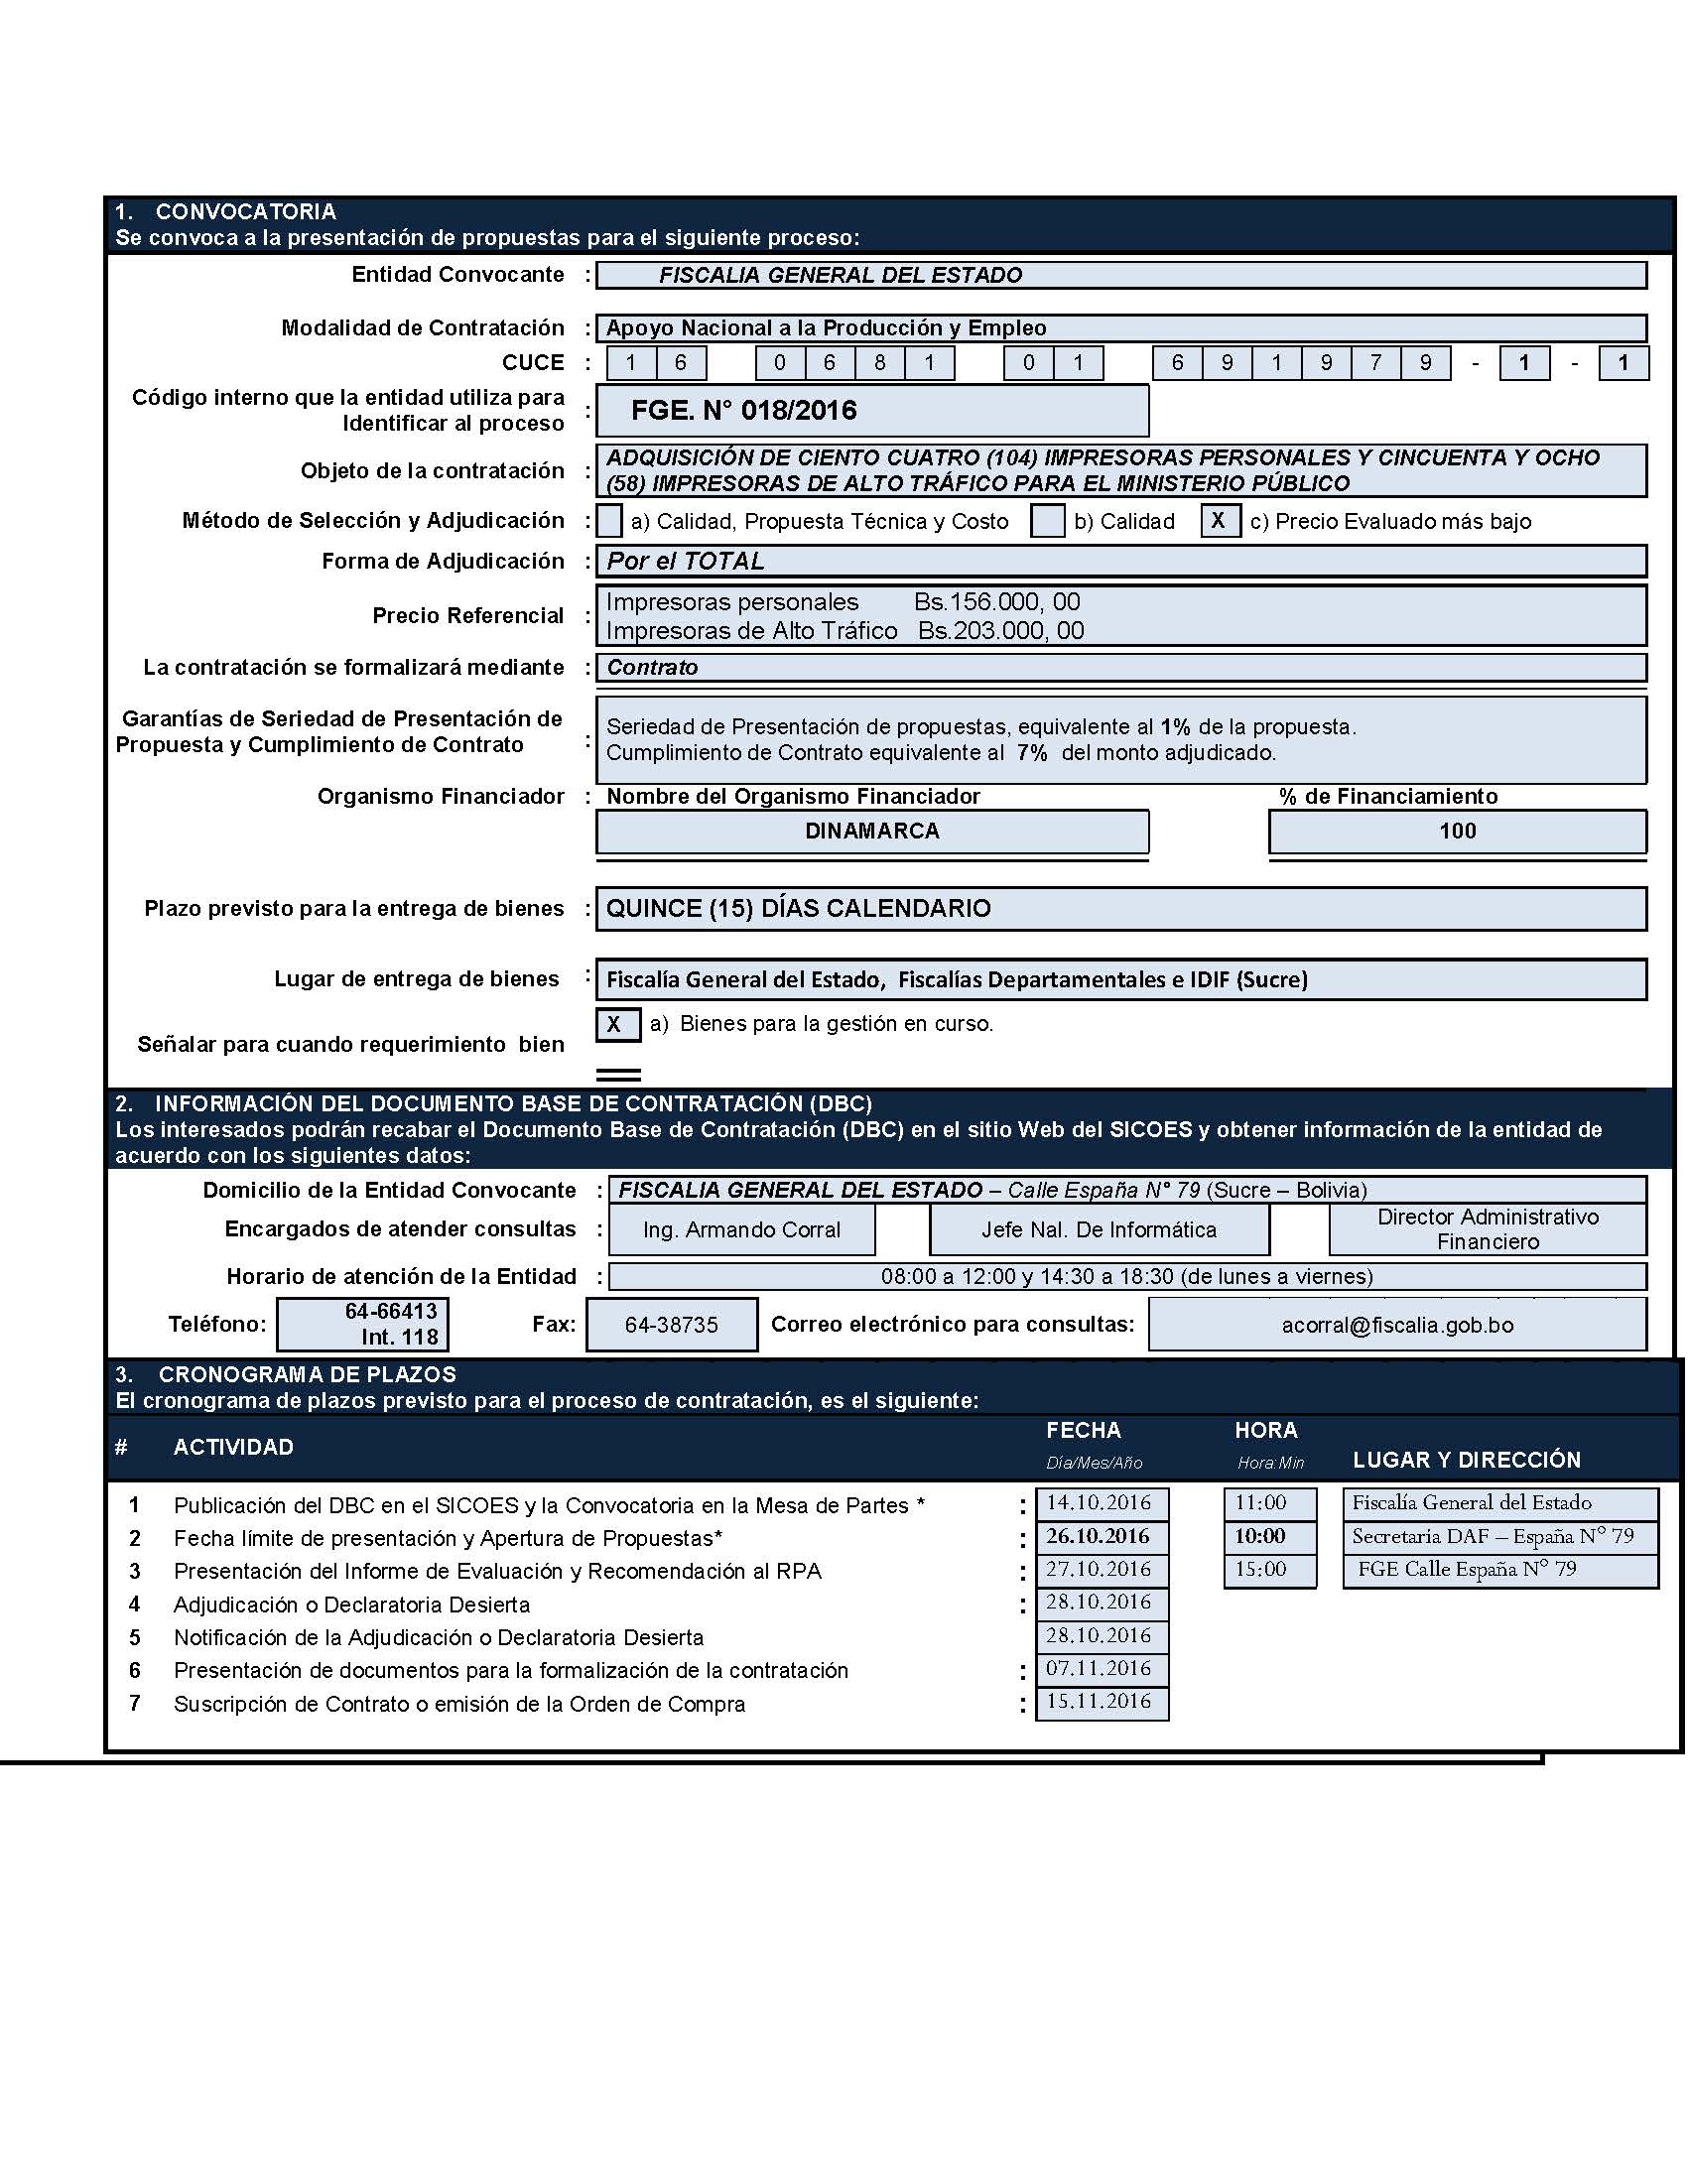 1. CONVOCATORIA
Se convoca a la presentación de propuestas para el siguiente proceso:
Entidad Convocante : FISCALIA GENERAL DEL ESTADO
Modalidad de Contratación : Apoyo Nacional a la Producción y Empleo
CUCE : 1 6 0 6 8 1 0 1 6 9 1 9 7 9 - 1 - 1
Código interno que la entidad utiliza para
Identificar al proceso : FGE. N° 018/2016
Objeto de la contratación : ADQUISICIÓN DE CIENTO CUATRO (104) IMPRESORAS PERSONALES Y CINCUENTA Y OCHO
(58) IMPRESORAS DE ALTO TRÁFICO PARA EL MINISTERIO PÚBLICO
Método de Selección y Adjudicación : a) Calidad, Propuesta Técnica y Costo b) Calidad X c) Precio Evaluado más bajo
Forma de Adjudicación : Por el TOTAL
Precio Referencial : Impresoras personales Bs.156.000, 00
Impresoras de Alto Tráfico Bs.203.000, 00
La contratación se formalizará mediante : Contrato
Garantías de Seriedad de Presentación de
Propuesta y Cumplimiento de Contrato :
Seriedad de Presentación de propuestas, equivalente al 1% de la propuesta.
Cumplimiento de Contrato equivalente al 7% del monto adjudicado.
Organismo Financiador : Nombre del Organismo Financiador % de Financiamiento
DINAMARCA 100
Plazo previsto para la entrega de bienes : QUINCE (15) DÍAS CALENDARIO
Lugar de entrega de bienes : Fiscalía General del Estado, Fiscalías Departamentales e IDIF (Sucre)
X a) Bienes para la gestión en curso.
Señalar para cuando requerimiento bien
2. INFORMACIÓN DEL DOCUMENTO BASE DE CONTRATACIÓN (DBC)
Los interesados podrán recabar el Documento Base de Contratación (DBC) en el sitio Web del SICOES y obtener información de la entidad de
acuerdo con los siguientes datos:
Domicilio de la Entidad Convocante : FISCALIA GENERAL DEL ESTADO – Calle España N° 79 (Sucre – Bolivia)
Encargados de atender consultas : Ing. Armando Corral Jefe Nal. De Informática Director Administrativo
Financiero
Horario de atención de la Entidad : 08:00 a 12:00 y 14:30 a 18:30 (de lunes a viernes)
Teléfono: 64-66413
Int. 118
Fax: 64-38735 Correo electrónico para consultas: acorral@fiscalia.gob.bo
3. CRONOGRAMA DE PLAZOS
El cronograma de plazos previsto para el proceso de contratación, es el siguiente:
# ACTIVIDAD FECHA HORA LUGAR Y DIRECCIÓN
Día/Mes/Año Hora:Min
1 Publicación del DBC en el SICOES y la Convocatoria en la Mesa de Partes * : 14.10.2016 11:00 Fiscalía General del Estado
2 Fecha límite de presentación y Apertura de Propuestas* : 26.10.2016 10:00 Secretaria DAF – España N° 79
3 Presentación del Informe de Evaluación y Recomendación al RPA : 27.10.2016 15:00 FGE Calle España N° 79
4 Adjudicación o Declaratoria Desierta : 28.10.2016
5 Notificación de la Adjudicación o Declaratoria Desierta 28.10.2016
6 Presentación de documentos para la formalización de la contratación : 07.11.2016
7 Suscripción de Contrato o emisión de la Orden de Compra : 15.11.2016